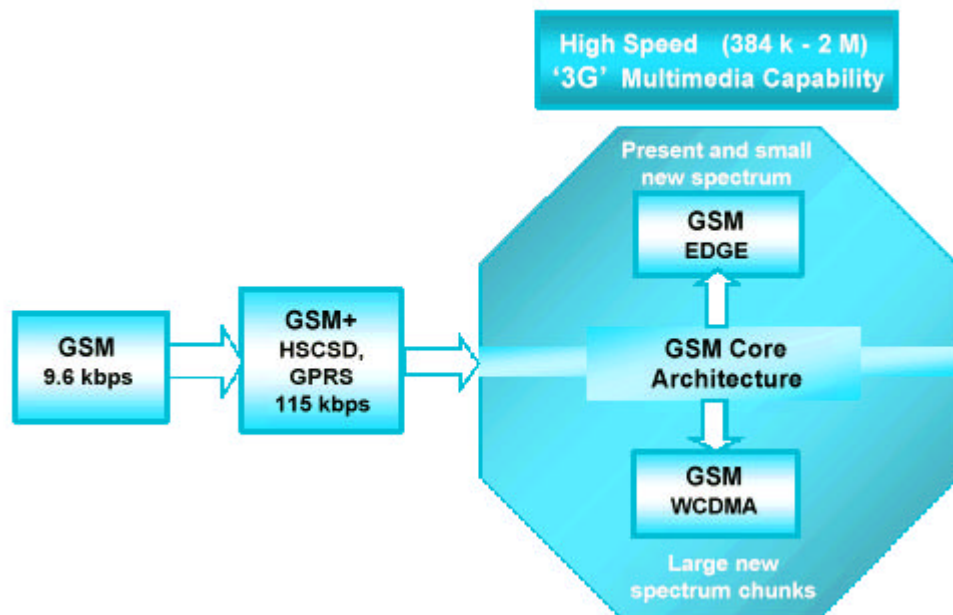 High Speed (384 k - 2 M)
‘3G’ Multimedia Capability
GSM
9.6 kbps
GSM+
HSCSD,
GPRS
115 kbps
Present and small
new spectrum
GSM
EDGE
GSM Core
Architecture
GSM
WCDMA
Large new
spectrum chunks